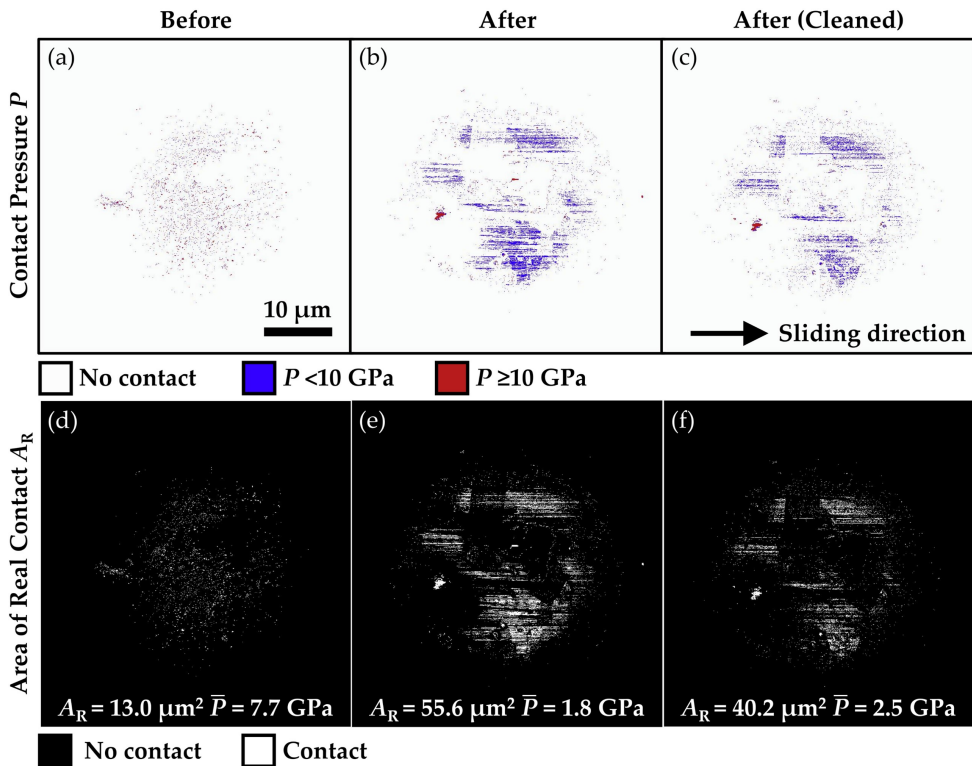 Before After After (Cleaned)
Contact Pressure P
(a) (b) (c)
10 μm
Sliding direction
No contact P <10 GPa P ≥10 GPa
Area of Real Contact A_R
(d) (e) (f)
A_R = 13.0 μm² P̅ = 7.7 GPa A_R = 55.6 μm² P̅ = 1.8 GPa A_R = 40.2 μm² P̅ = 2.5 GPa
No contact Contact